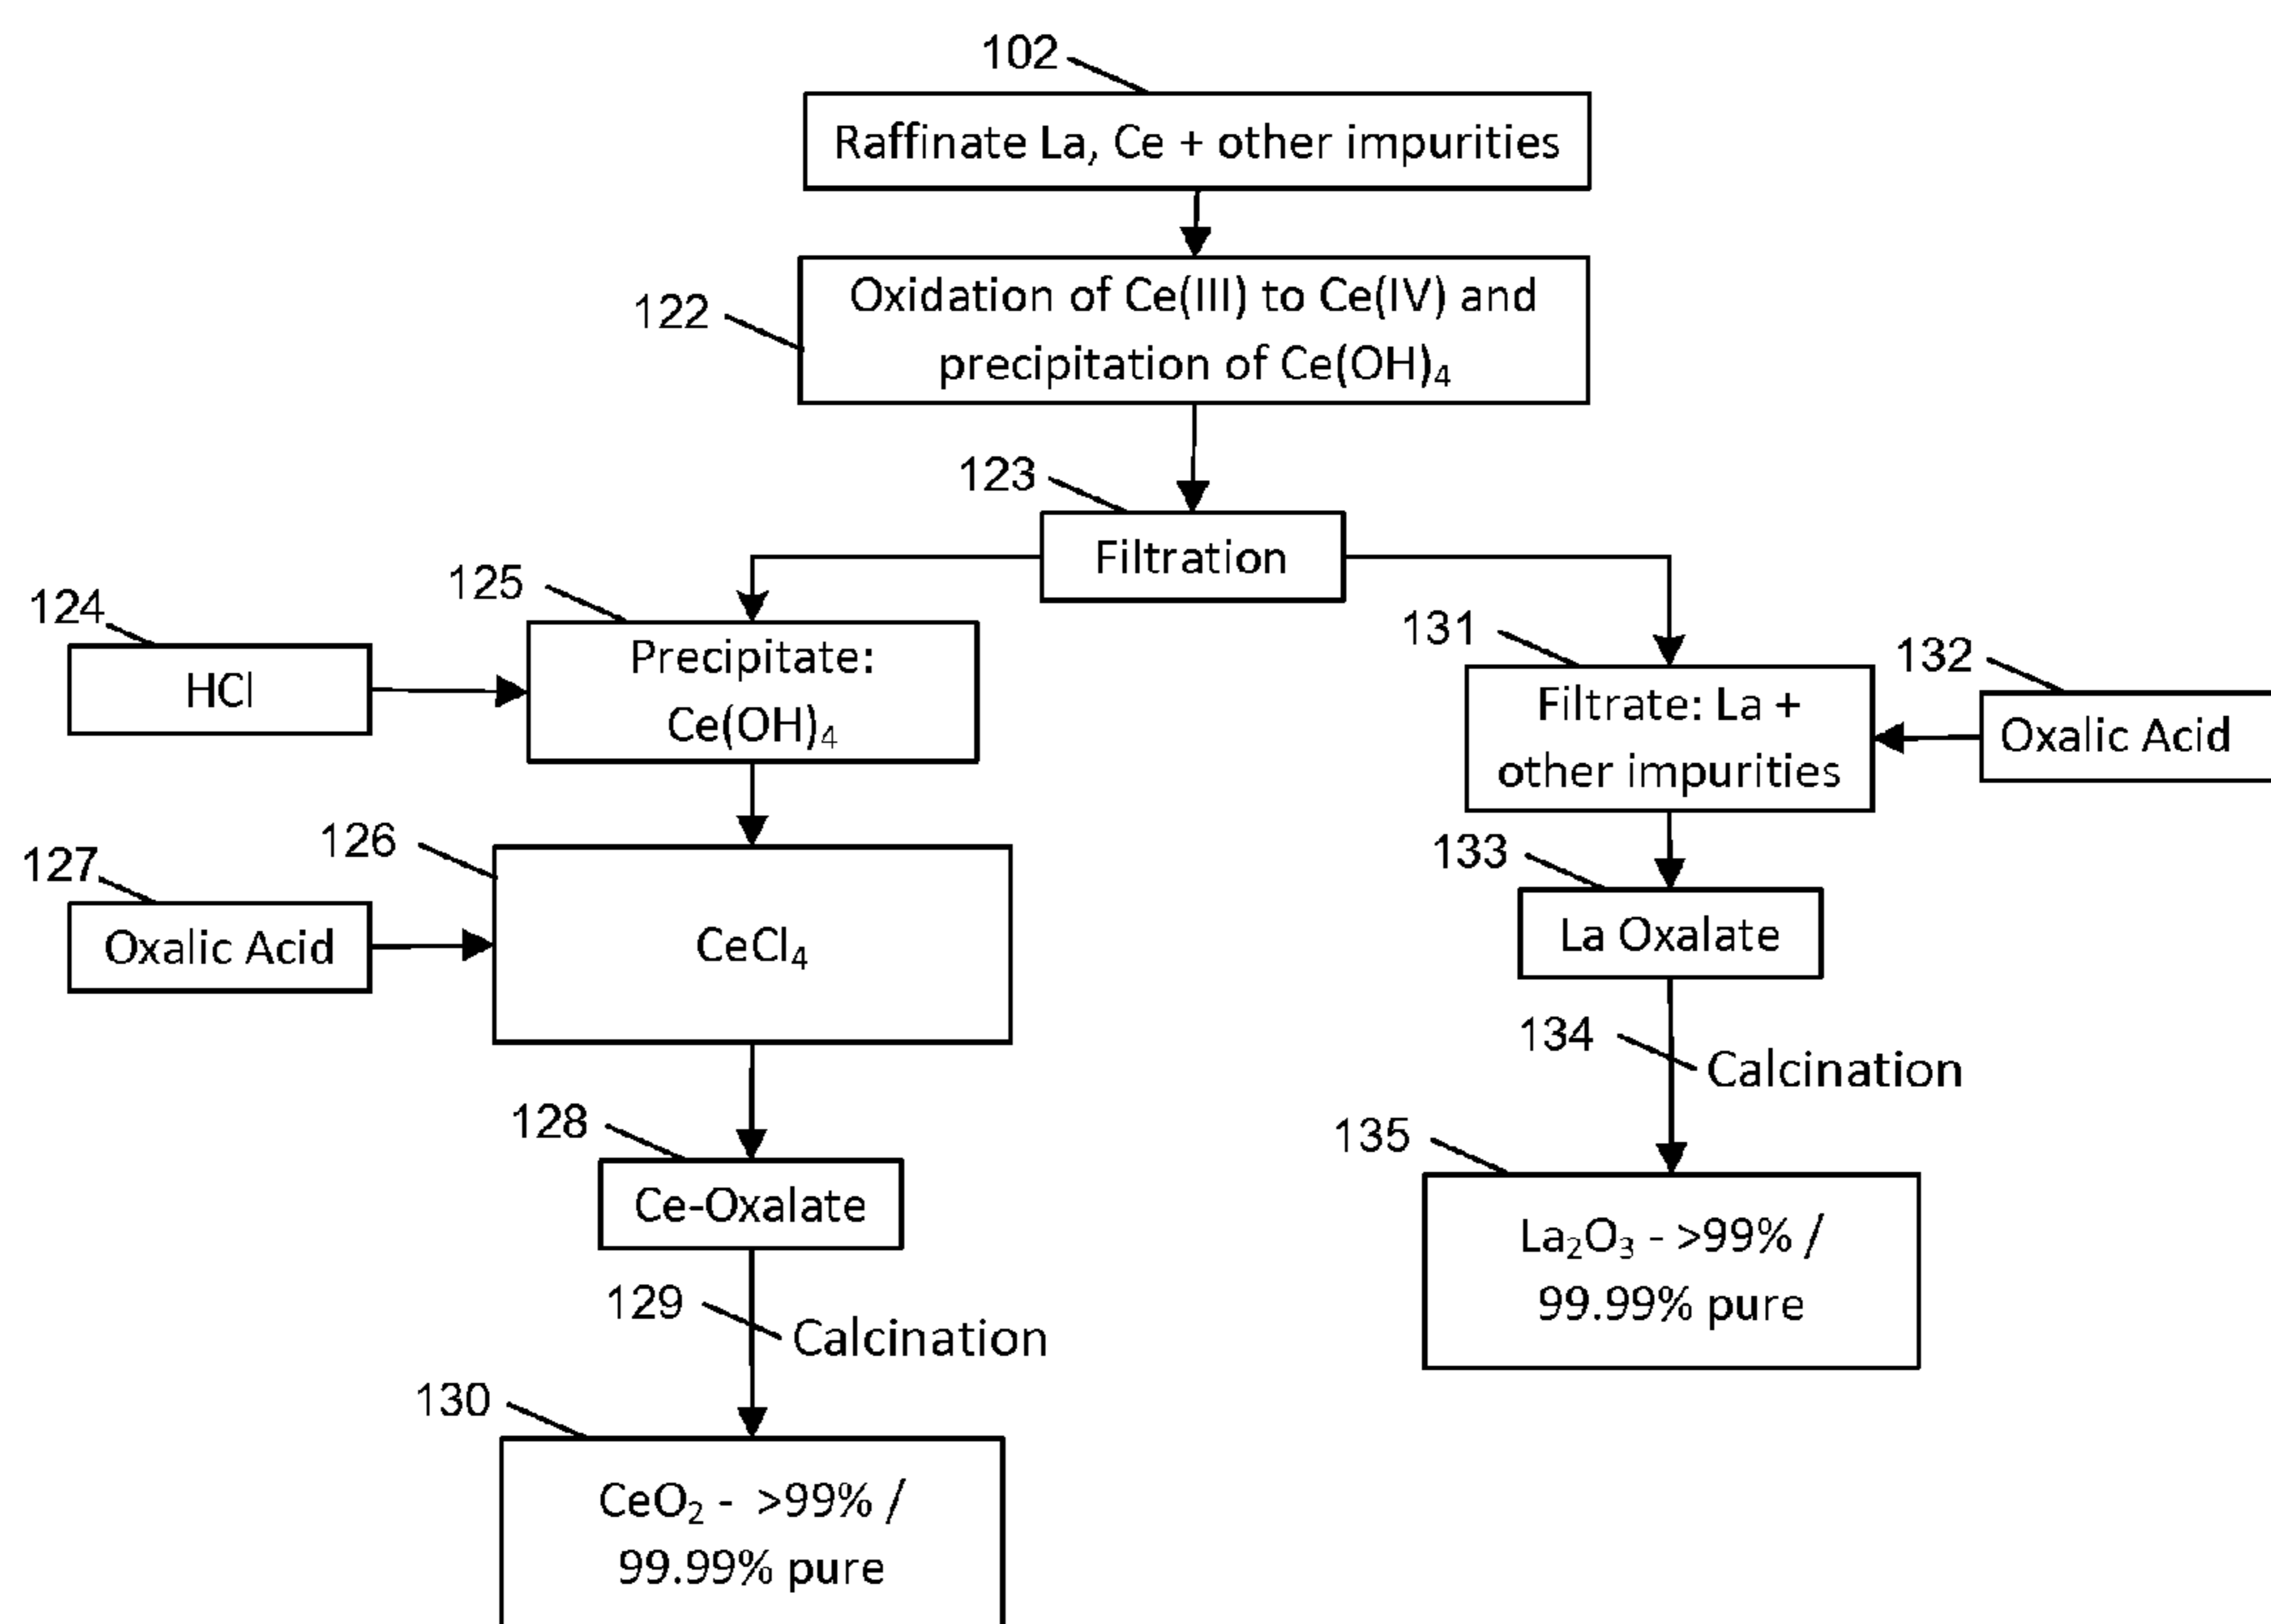 102
Raffinate La, Ce + other impurities
122
Oxidation of Ce(III) to Ce(IV) and
precipitation of Ce(OH)₄
123
Filtration
124
HCl
125
Precipitate:
Ce(OH)₄
131
Filtrate: La +
other impurities
132
Oxalic Acid
127
Oxalic Acid
126
CeCl₄
133
La Oxalate
134
Calcination
128
Ce-Oxalate
135
La₂O₃ - >99% /
99.99% pure
129
Calcination
130
CeO₂ - >99% /
99.99% pure